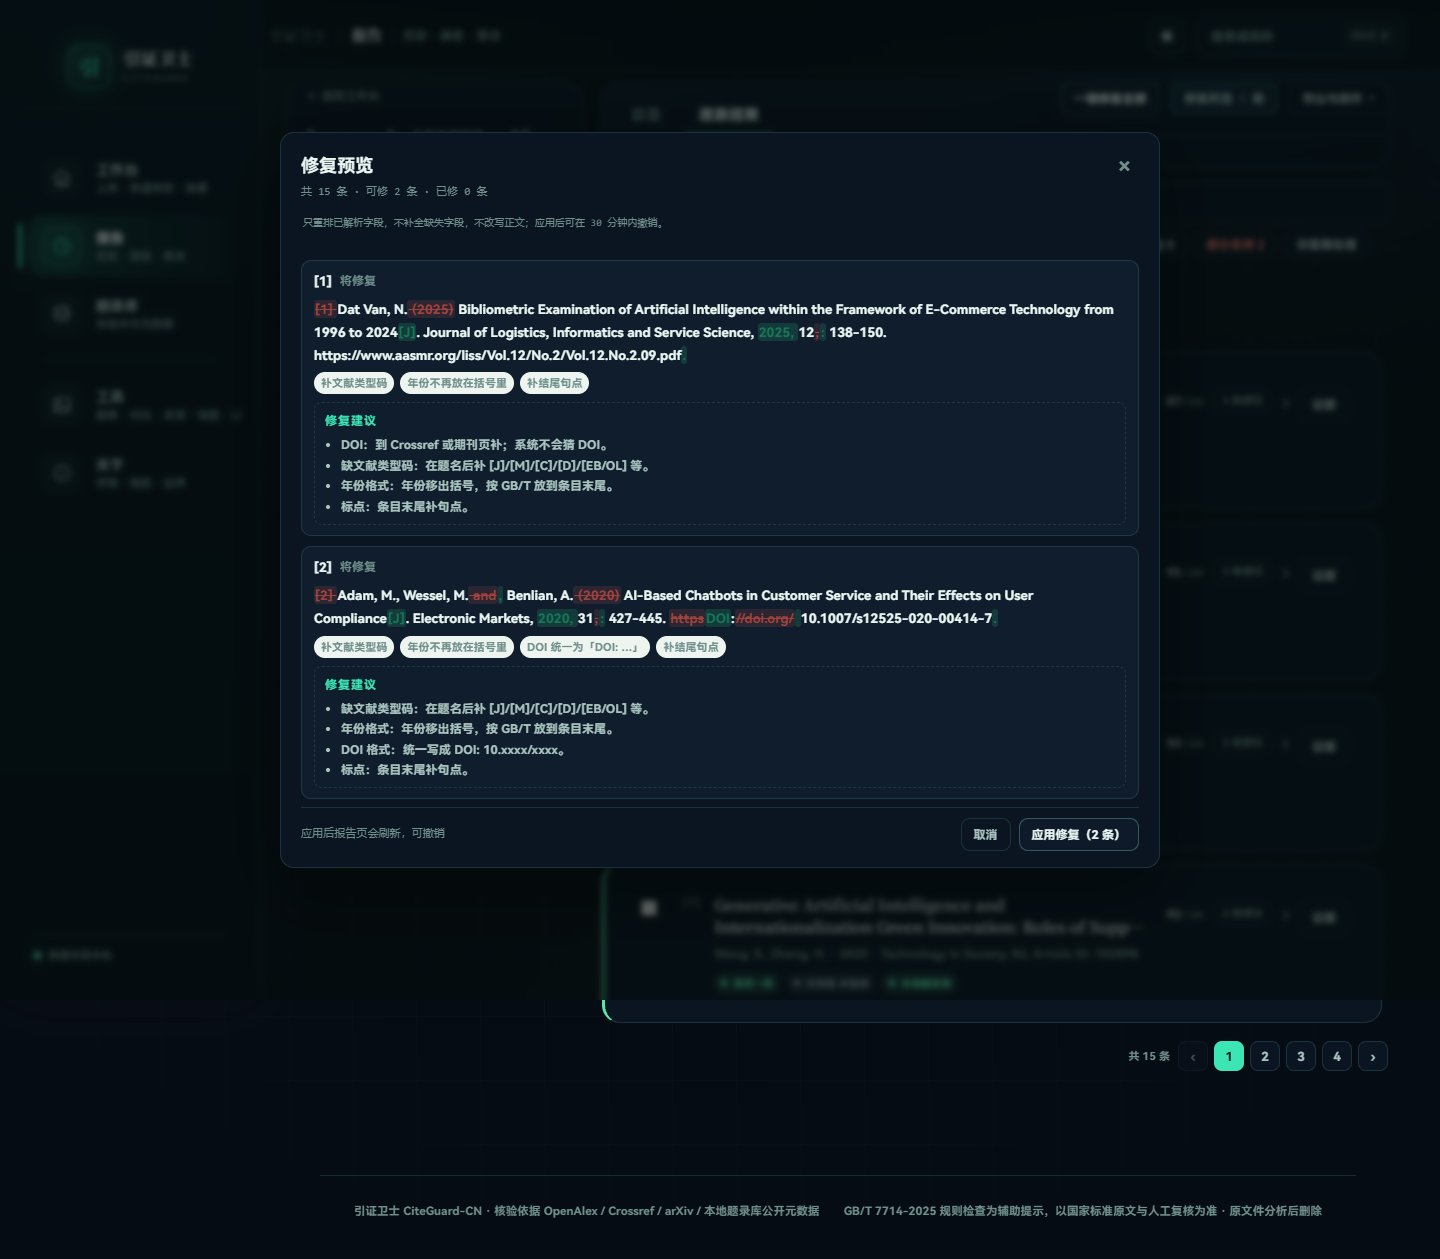 修复预览
共 15 条 · 可修 2 条 · 已修 0 条
只重排已解析字段，不补全缺失字段，不改写正文；应用后可在 30 分钟内撤销。
[1] 将修复
[1] Dat Van, N. (2025) Bibliometric Examination of Artificial Intelligence within the Framework of E-Commerce Technology from
1996 to 2024[J]. Journal of Logistics, Informatics and Service Science, 2025, 12,: 138-150.
https://www.aasmr.org/liss/Vol.12/No.2/Vol.12.No.2.09.pdf.
补文献类型码 年份不再放在括号里 补结尾句点
修复建议
• DOI：到 Crossref 或期刊页补；系统不会猜 DOI。
• 缺文献类型码：在题名后补 [J]/[M]/[C]/[D]/[EB/OL] 等。
• 年份格式：年份移出括号，按 GB/T 放到条目末尾。
• 标点：条目末尾补句点。
[2] 将修复
[2] Adam, M., Wessel, M. and, Benlian, A. (2020) AI-Based Chatbots in Customer Service and Their Effects on User
Compliance[J]. Electronic Markets, 2020, 31,: 427-445. httpsDOI://doi.org/ 10.1007/s12525-020-00414-7.
补文献类型码 年份不再放在括号里 DOI 统一为「DOI: …」 补结尾句点
修复建议
• 缺文献类型码：在题名后补 [J]/[M]/[C]/[D]/[EB/OL] 等。
• 年份格式：年份移出括号，按 GB/T 放到条目末尾。
• DOI 格式：统一写成 DOI: 10.xxxx/xxxx。
• 标点：条目末尾补句点。
应用后报告页会刷新，可撤销
取消 应用修复（2 条）
Generative Artificial Intelligence and
Internationalization Green Innovation: Roles of Supp
共 15 条 ‹ 1 2 3 4 ›
引证卫士 CiteGuard-CN · 核验依据 OpenAlex / Crossref / arXiv / 本地题录库公开元数据 GB/T 7714-2025 规则检查为辅助提示，以国家标准原文与人工复核为准 · 原文件分析后删除